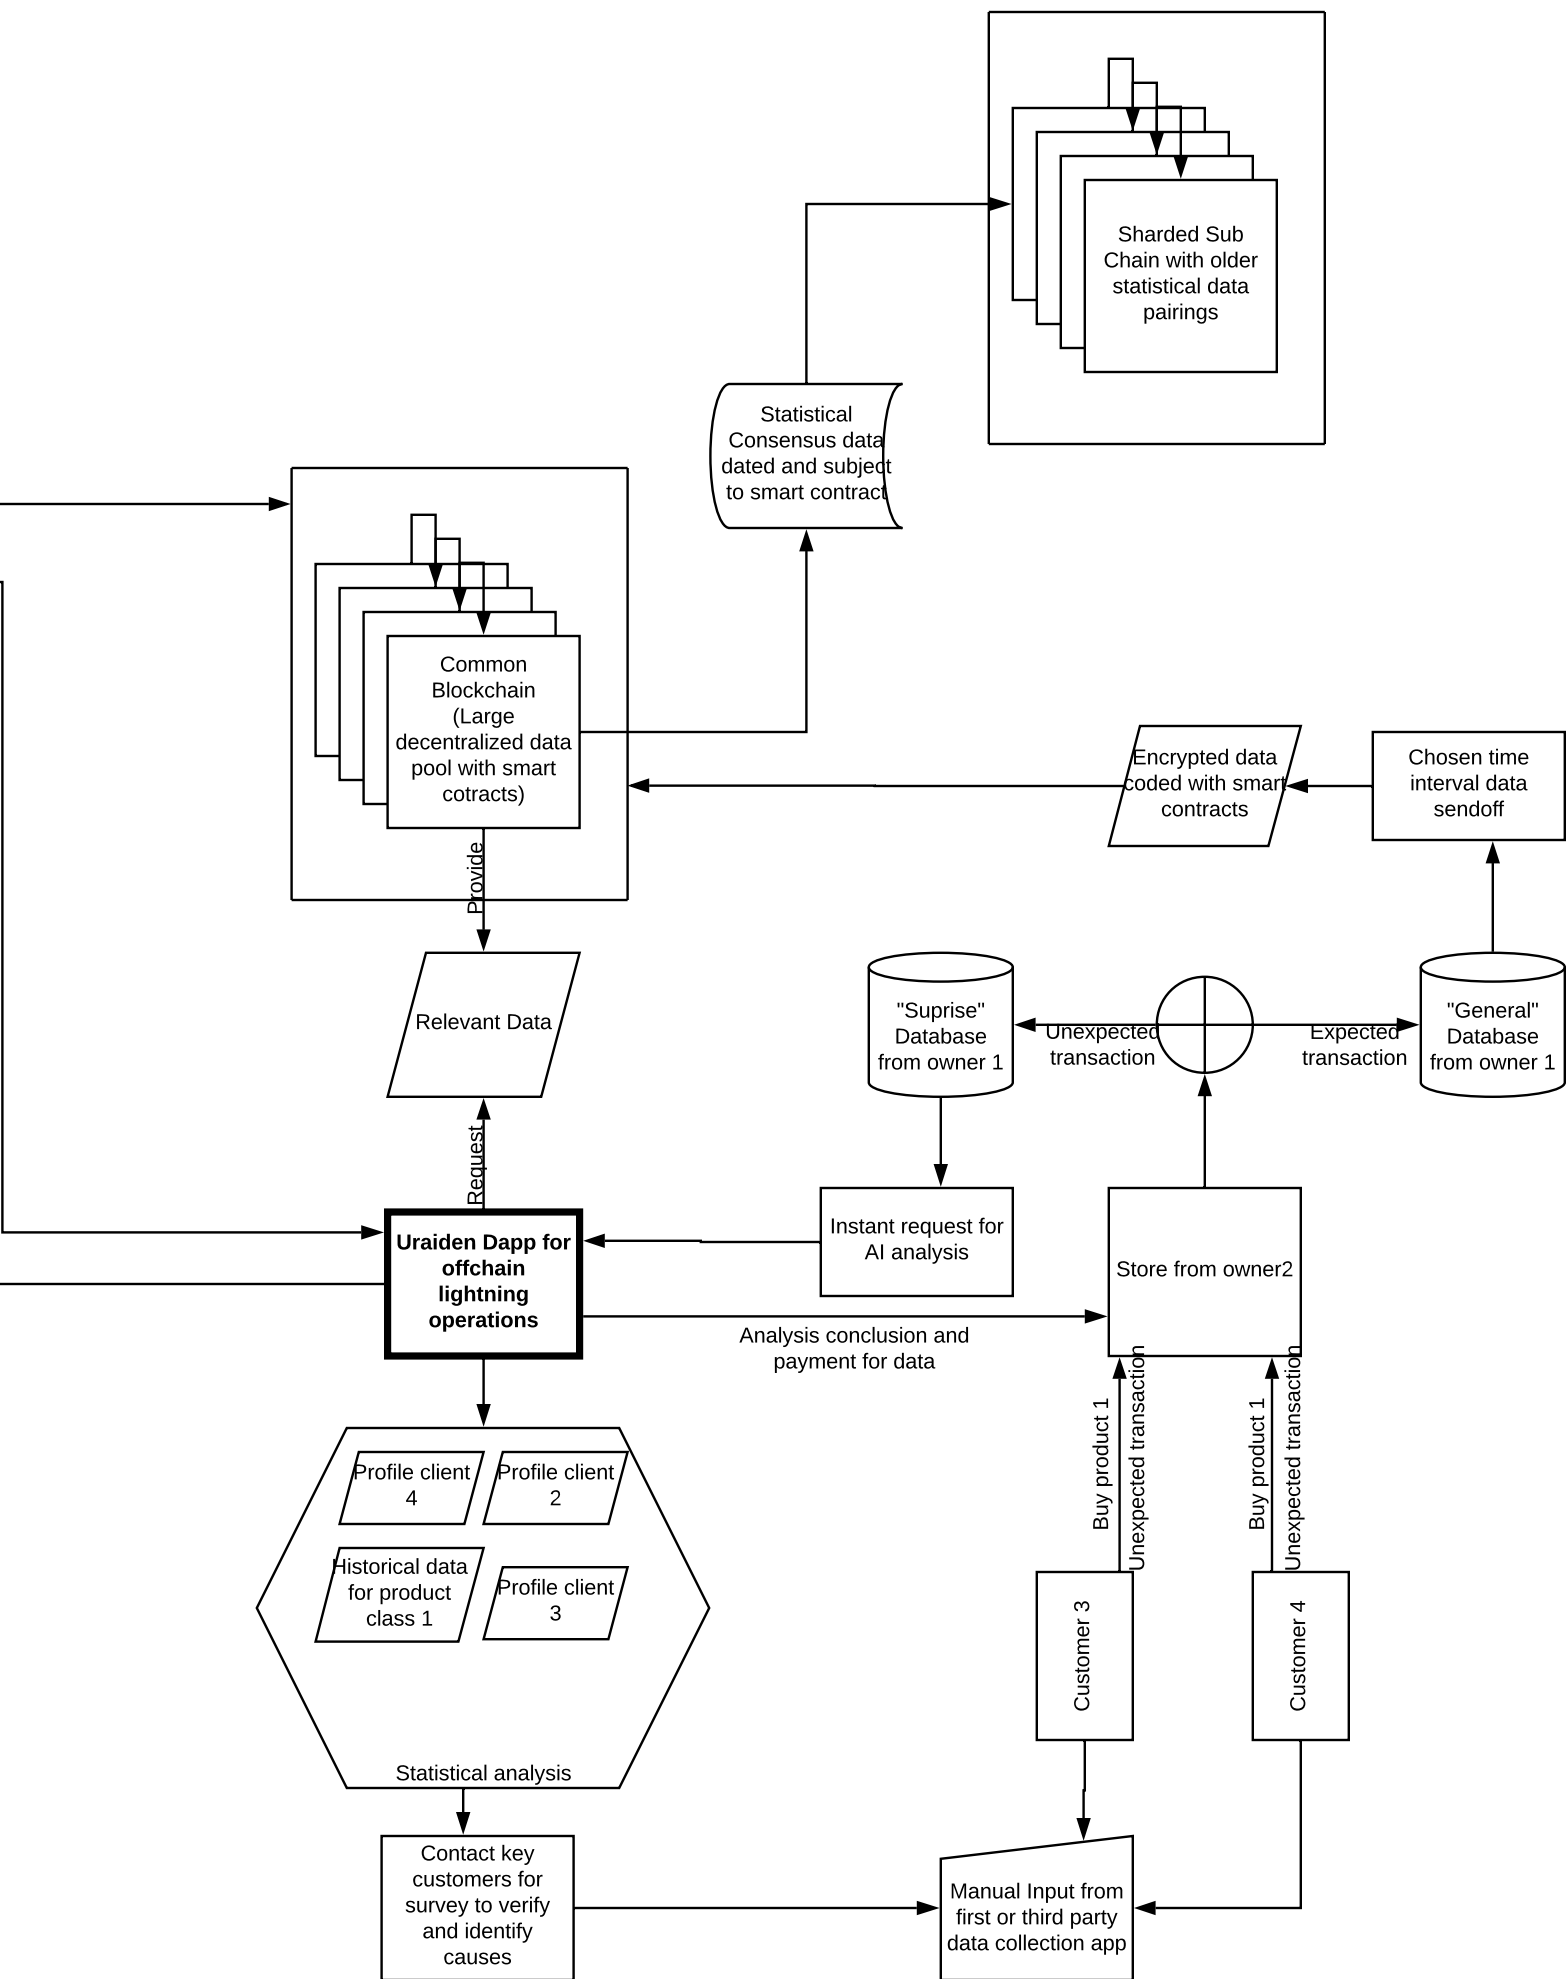 Sharded Sub
Chain with older
statistical data
pairings
Statistical
Consensus data
dated and subject
to smart contract
Common
Blockchain
(Large
decentralized data
pool with smart
cotracts)
Encrypted data
coded with smart
contracts
Chosen time
interval data
sendoff
Provide
Relevant Data
"Suprise"
Database
from owner 1
Unexpected
transaction
Expected
transaction
"General"
Database
from owner 1
Request
Uraiden Dapp for
offchain
lightning
operations
Instant request for
AI analysis
Store from owner2
Analysis conclusion and
payment for data
Buy product 1
Unexpected transaction
Buy product 1
Unexpected transaction
Profile client
4
Profile client
2
Historical data
for product
class 1
Profile client
3
Statistical analysis
Customer 3
Customer 4
Contact key
customers for
survey to verify
and identify
causes
Manual Input from
first or third party
data collection app